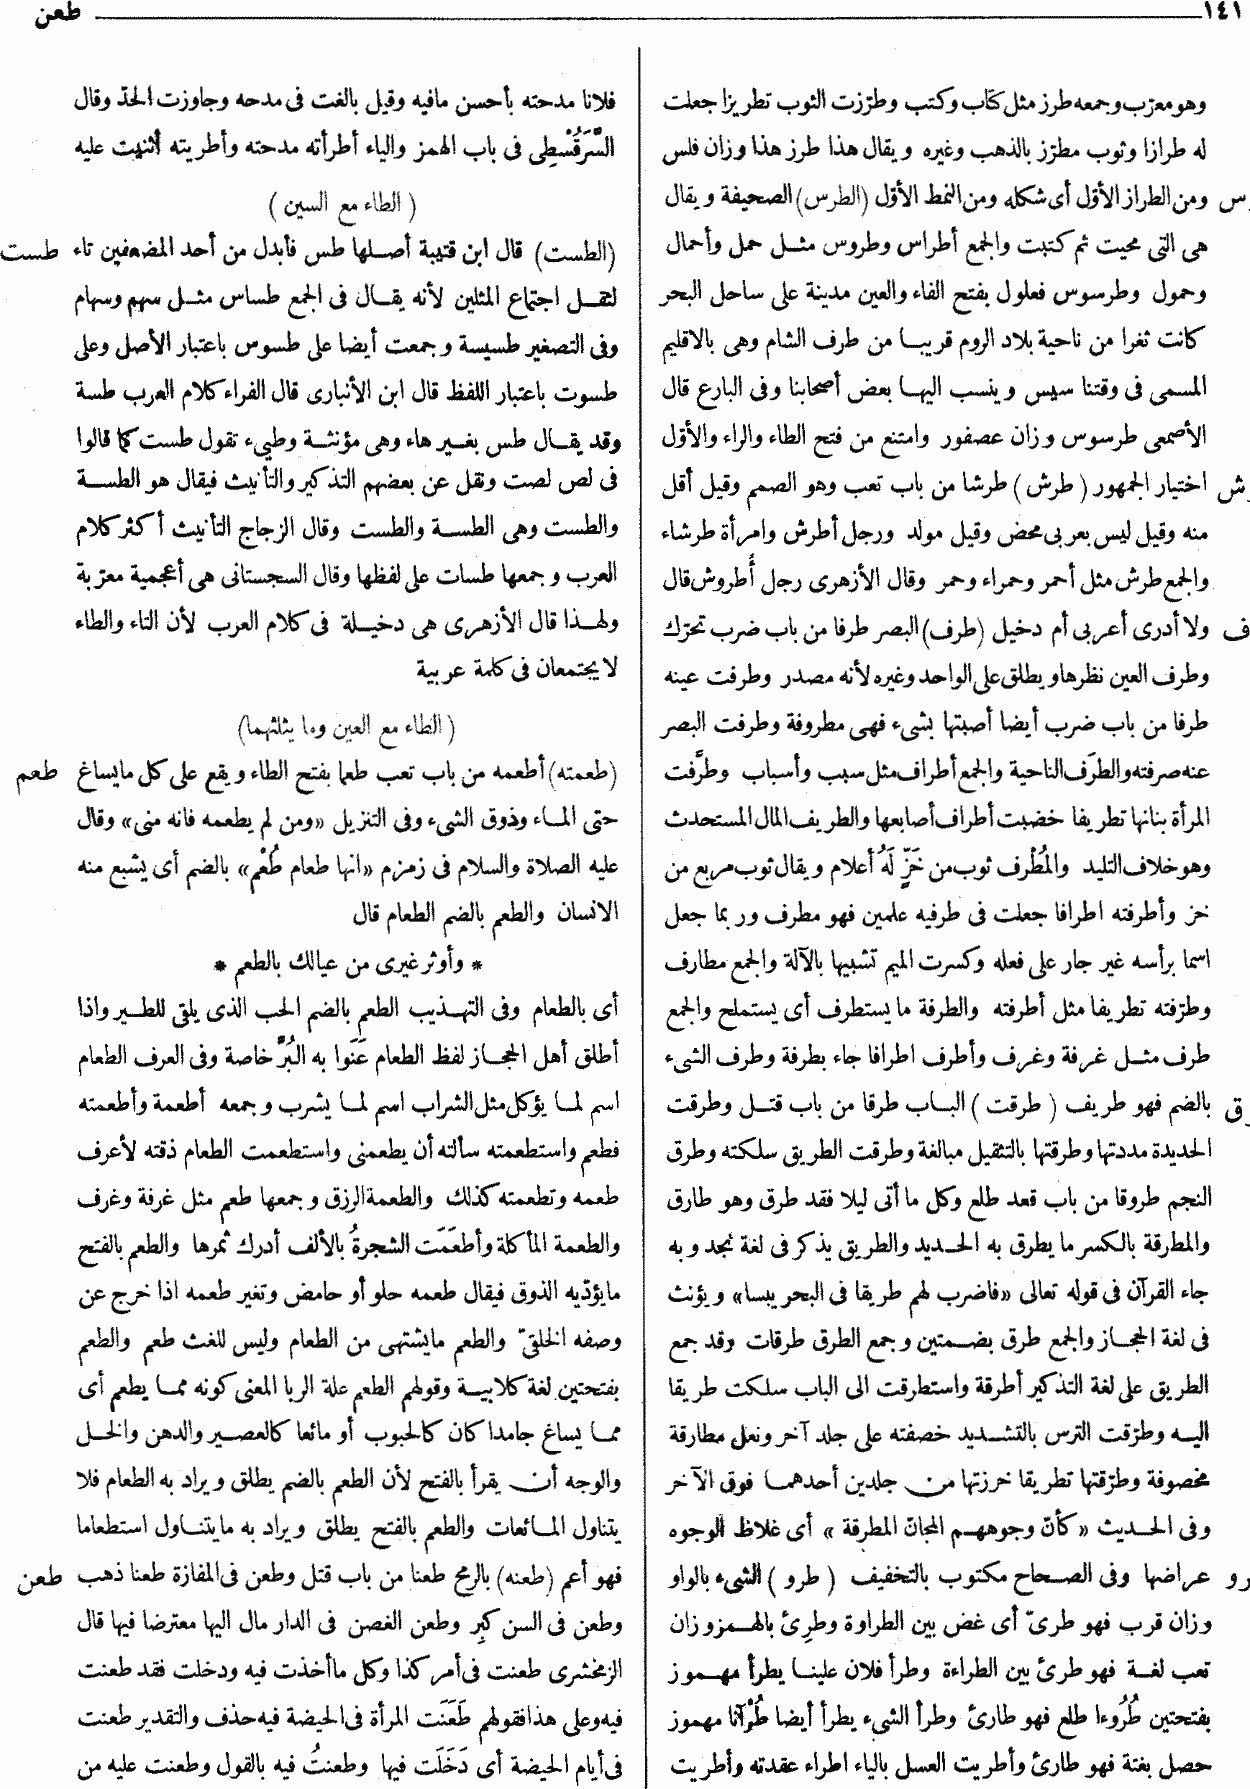 ١٤١
طعن
وهو معرّب وجمعه طرز مثل كتاب وكتب وطرّزت الثوب تطريزا جعلت
له طرازا وثوب مطرّز بالذهب وغيره ويقال هذا طرز هذا وزان فلس
ومن الطراز الأوّل أى شكله ومن النمط الأوّل (الطرس) الصحيفة ويقال
هى التى محيت ثم كتبت والجمع أطراس وطروس مثل حمل وأحمال
وحمول وطرسوس فعلول بفتح الفاء والعين مدينة على ساحل البحر
كانت ثغرا من ناحية بلاد الروم قريبا من طرف الشام وهى بالاقليم
المسمى فى وقتنا سيس وينسب اليها بعض أصحابنا وفى البارع قال
الأصمعى طرسوس وزان عصفور وامتنع من فتح الطاء والراء والأوّل
اختيار الجمهور (طرش) طرشا من باب تعب وهو الصمم وقيل أقل
منه وقيل ليس بعربى محض وقيل مولد ورجل أطرش وامرأة طرشاء
والجمع طرش مثل أحمر وحمراء وحمر وقال الأزهرى رجل أُطروش قال
ولا أدرى أعربى أم دخيل (طرف) البصر طرفا من باب ضرب تحرّك
وطرف العين نظرها ويطلق على الواحد وغيره لأنه مصدر وطرفت عينه
طرفا من باب ضرب أيضا أصبتها بشىء فهى مطروفة وطرفت البصر
عنه صرفته والطرَف الناحية والجمع أطراف مثل سبب وأسباب وطرَّفت
المرأة بنانها تطريفا خضبت أطراف أصابعها والطريف المال المستحدث
وهو خلاف التليد والمُطْرف ثوب من خَزٍّ لَهُ أعلام ويقال ثوب مربع من
خز وأطرفته اطرافا جعلت فى طرفيه علمين فهو مطرف وربما جعل
اسما برأسه غير جار على فعله وكسرت الميم تشبيها بالآلة والجمع مطارف
وطرّفته تطريفا مثل أطرفته والطرفة ما يستطرف أى يستملح والجمع
طرف مثل غرفة وغرف وأطرف اطرافا جاء بطرفة وطرف الشىء
بالضم فهو طريف (طرقت) الباب طرقا من باب قتل وطرقت
الحديدة مددتها وطرقتها بالتثقيل مبالغة وطرقت الطريق سلكته وطرق
النجم طروقا من باب قعد طلع وكل ما أتى ليلا فقد طرق وهو طارق
والمطرقة بالكسر ما يطرق به الحديد والطريق يذكر فى لغة نجد وبه
جاء القرآن فى قوله تعالى «فاضرب لهم طريقا فى البحر يبسا» ويؤنث
فى لغة الحجاز والجمع طرق بضمتين وجمع الطرق طرقات وقد جمع
الطريق على لغة التذكير أطرقة واستطرقت الى الباب سلكت طريقا
اليه وطرّقت الترس بالتشديد خصفته على جلد آخر ونعل مطارقة
مخصوفة وطرّقتها تطريقا خرزتها من جلدين أحدهما فوق الآخر
وفى الحديث «كأنّ وجوههم المجانّ المطرقة» أى غلاظ الوجوه
عراضها وفى الصحاح مكتوب بالتخفيف (طرو) الشىء بالواو
وزان قرب فهو طرىّ أى غض بين الطراوة وطرِئ بالهمز وزان
تعب لغة فهو طرئ بين الطراءة وطرأ فلان علينا يطرأ مهموز
بفتحتين طُرُوءا طلع فهو طارئ وطرأ الشىء يطرأ أيضا طُرْآنا مهموز
حصل بغتة فهو طارئ وأطريت العسل بالياء اطراء عقدته وأطريت
فلانا مدحته بأحسن مافيه وقيل بالغت فى مدحه وجاوزت الحدّ وقال
السَّرَقُسْطِى فى باب الهمز والياء أطرأته مدحته وأطريته أثنيت عليه
(الطاء مع السين)
طست
(الطست) قال ابن قتيبة أصلها طس فأبدل من أحد المضعفين تاء
لثقل اجتماع المثلين لأنه يقال فى الجمع طساس مثل سهم وسهام
وفى التصغير طسيسة وجمعت أيضا على طسوس باعتبار الأصل وعلى
طسوت باعتبار اللفظ قال ابن الأنبارى قال الفراء كلام العرب طسة
وقد يقال طس بغير هاء وهى مؤنثة وطيء تقول طست كما قالوا
فى لص لصت ونقل عن بعضهم التذكير والتأنيث فيقال هو الطسة
والطست وهى الطسة والطست وقال الزجاج التأنيث أكثر كلام
العرب وجمعها طسات على لفظها وقال السجستانى هى أعجمية معرّبة
ولهذا قال الأزهرى هى دخيلة فى كلام العرب لأن التاء والطاء
لا يجتمعان فى كلمة عربية
(الطاء مع العين وما يثلثهما)
طعم
(طعمته) أطعمه من باب تعب طعما بفتح الطاء ويقع على كل مايساغ
حتى الماء وذوق الشىء وفى التنزيل «ومن لم يطعمه فانه منى» وقال
عليه الصلاة والسلام فى زمزم «انها طعام طُعْم» بالضم أى يشبع منه
الانسان والطعم بالضم الطعام قال
* وأوثر غيرى من عيالك بالطعم *
أى بالطعام وفى التهذيب الطعم بالضم الحب الذى يلقى للطير واذا
أطلق أهل الحجاز لفظ الطعام عَنَوا به البُرَّ خاصة وفى العرف الطعام
اسم لما يؤكل مثل الشراب اسم لما يشرب وجمعه أطعمة وأطعمته
فطعم واستطعمته سألته أن يطعمنى واستطعمت الطعام ذقته لأعرف
طعمه وتطعمته كذلك والطعمة الرزق وجمعها طعم مثل غرفة وغرف
والطعمة المأكلة وأطعَمَت الشجرةُ بالألف أدرك ثمرها والطعم بالفتح
مايؤدّيه الذوق فيقال طعمه حلو أو حامض وتغير طعمه اذا خرج عن
وصفه الخلقىّ والطعم مايشتهى من الطعام وليس للغث طعم والطعم
بفتحتين لغة كلابية وقولهم الطعم علة الربا المعنى كونه مما يطعم أى
مما يساغ جامدا كان كالحبوب أو مائعا كالعصير والدهن والخل
والوجه أن يقرأ بالفتح لأن الطعم بالضم يطلق ويراد به الطعام فلا
يتناول المائعات والطعم بالفتح يطلق ويراد به مايتناول استطعاما
طعن
فهو أعم (طعنه) بالرمح طعنا من باب قتل وطعن فى المفازة طعنا ذهب
وطعن فى السن كبِر وطعن الغصن فى الدار مال اليها معترضا فيها قال
الزمخشرى طعنت فى أمر كذا وكل ماأخذت فيه ودخلت فقد طعنت
فيه وعلى هذا فقولهم طَعَنَت المرأة فى الحيضة فيه حذف والتقدير طعنت
فى أيام الحيضة أى دَخَلَت فيها وطعنتُ فيه بالقول وطعنت عليه من